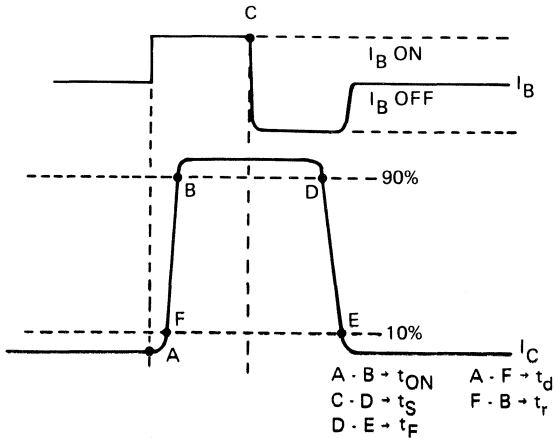 C
I_B ON
I_B
I_B OFF
B
D
90%
F
E
10%
A
I_C
A - B → t_ON
A - F → t_d
C - D → t_S
F - B → t_r
D - E → t_F